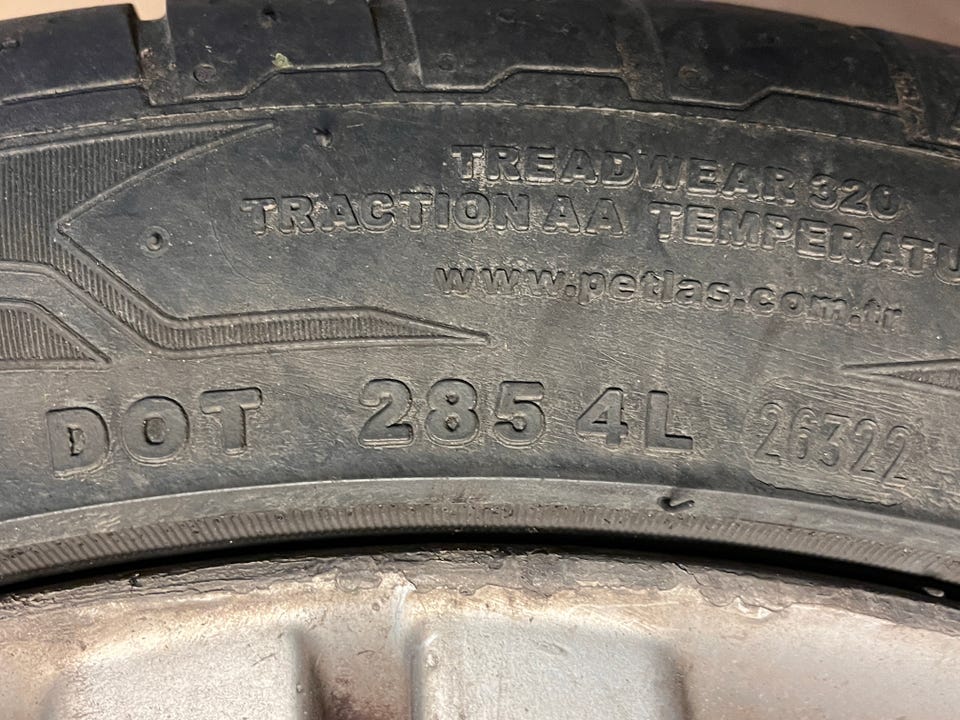 TREADWEAR 320
TRACTION AA TEMPERATU
www.petlas.com.tr
DOT 285 4L 26322